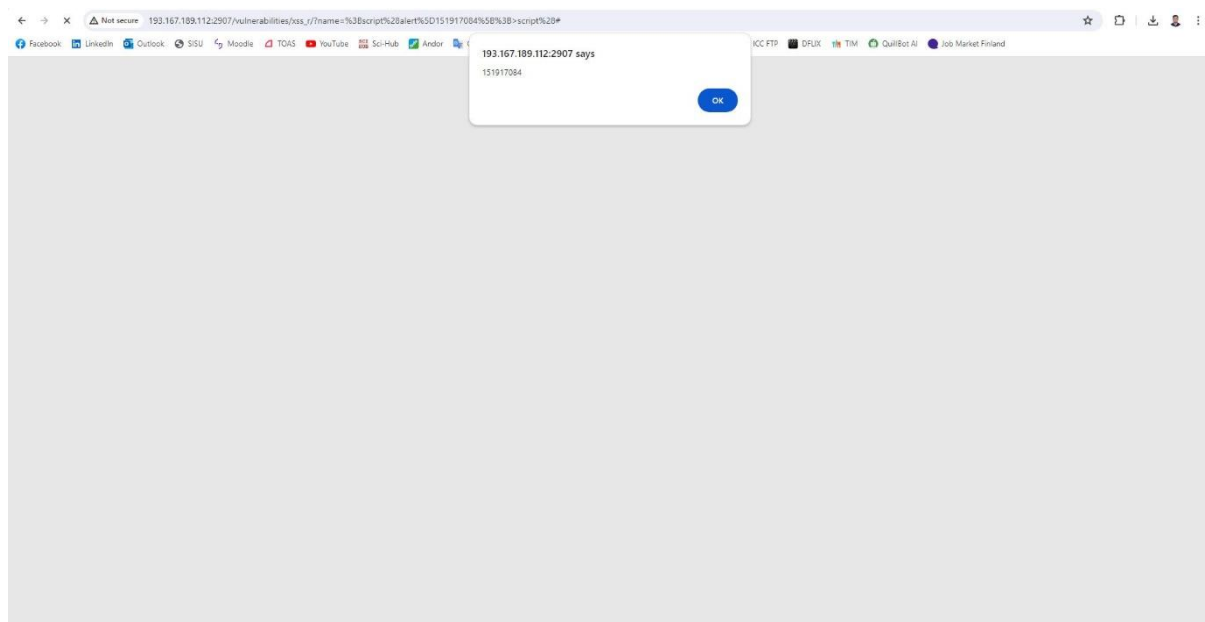 Not secure 193.167.189.112:2907/vulnerabilities/xss_r/?name=%3Bscript%28alert%5D151917084%5B%3B>script%28#
Facebook LinkedIn Outlook SISU Moodle TOAS YouTube Sci-Hub Andor ICC FTP DFLIX TIM QuillBot AI Job Market Finland
193.167.189.112:2907 says
151917084
OK